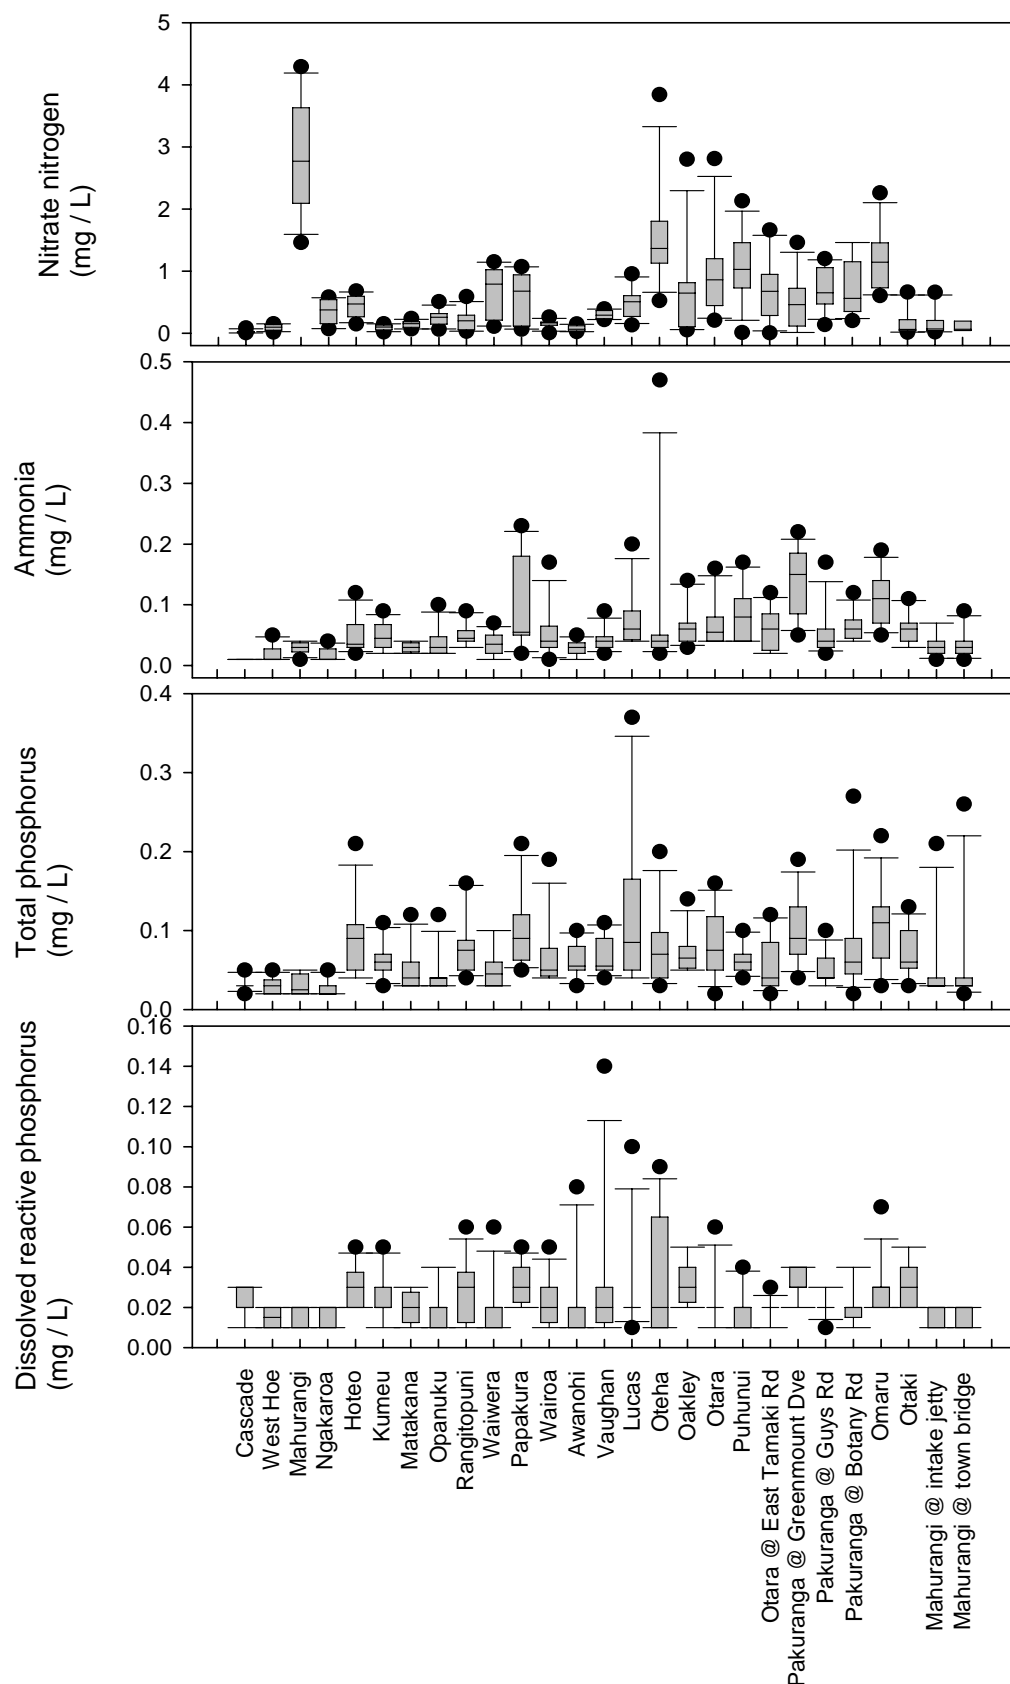 Nitrate nitrogen
(mg / L)
5
4
3
2
1
0
Ammonia
(mg / L)
0.5
0.4
0.3
0.2
0.1
0.0
Total phosphorus
(mg / L)
0.4
0.3
0.2
0.1
0.0
Dissolved reactive phosphorus
(mg / L)
0.16
0.14
0.12
0.10
0.08
0.06
0.04
0.02
0.00
Cascade
West Hoe
Mahurangi
Ngakaroa
Hoteo
Kumeu
Matakana
Opanuku
Rangitopuni
Waiwera
Papakura
Wairoa
Awanohi
Vaughan
Lucas
Oteha
Oakley
Otara
Puhunui
Otara @ East Tamaki Rd
Pakuranga @ Greenmount Dve
Pakuranga @ Guys Rd
Pakuranga @ Botany Rd
Omaru
Otaki
Mahurangi @ intake jetty
Mahurangi @ town bridge